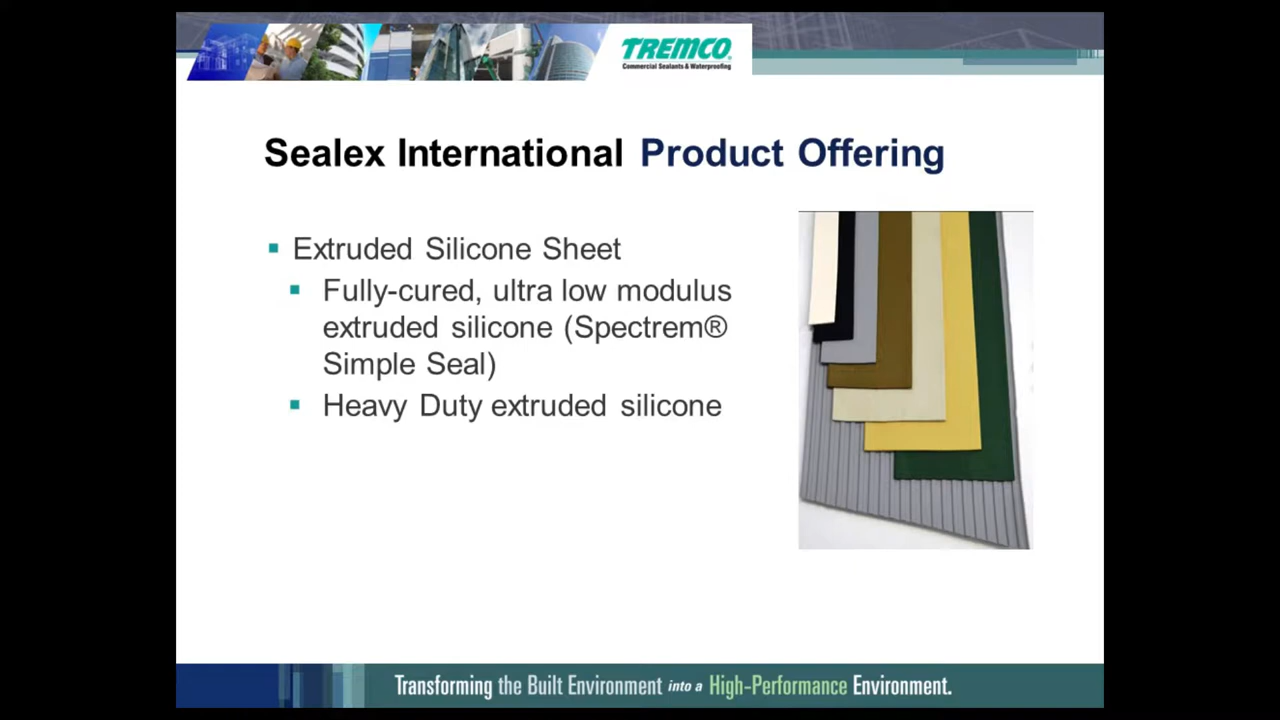 TREMCO®
Commercial Sealants & Waterproofing
Sealex International Product Offering
Extruded Silicone Sheet
Fully-cured, ultra low modulus
extruded silicone (Spectrem®
Simple Seal)
Heavy Duty extruded silicone
Transforming the Built Environment into a High-Performance Environment.